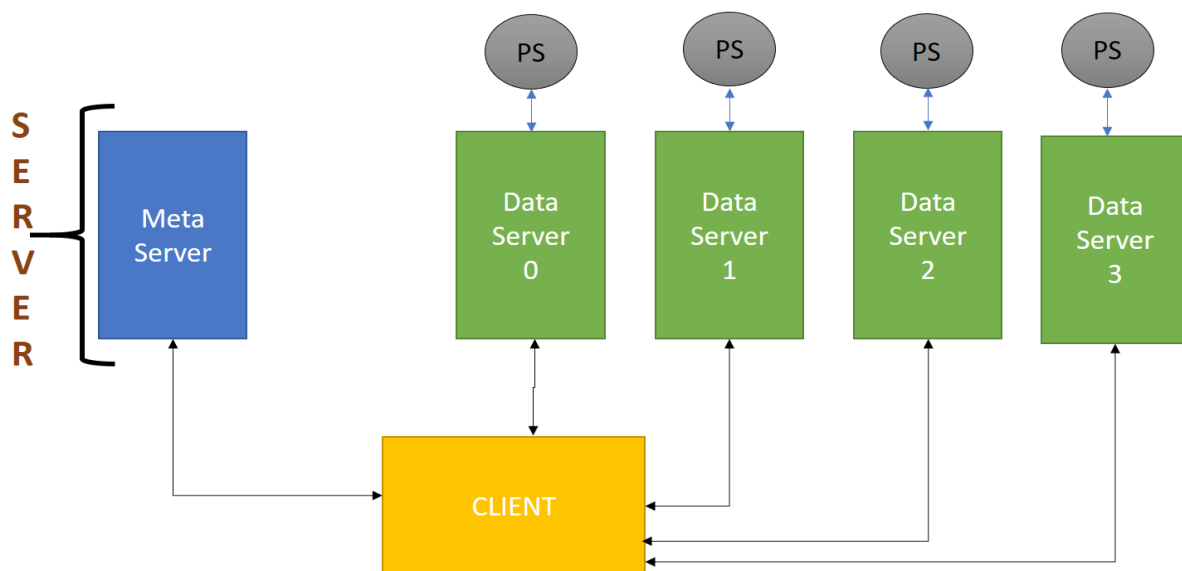 PS
PS
PS
PS
S
E
R
V
E
R
Meta
Server
Data
Server
0
Data
Server
1
Data
Server
2
Data
Server
3
CLIENT